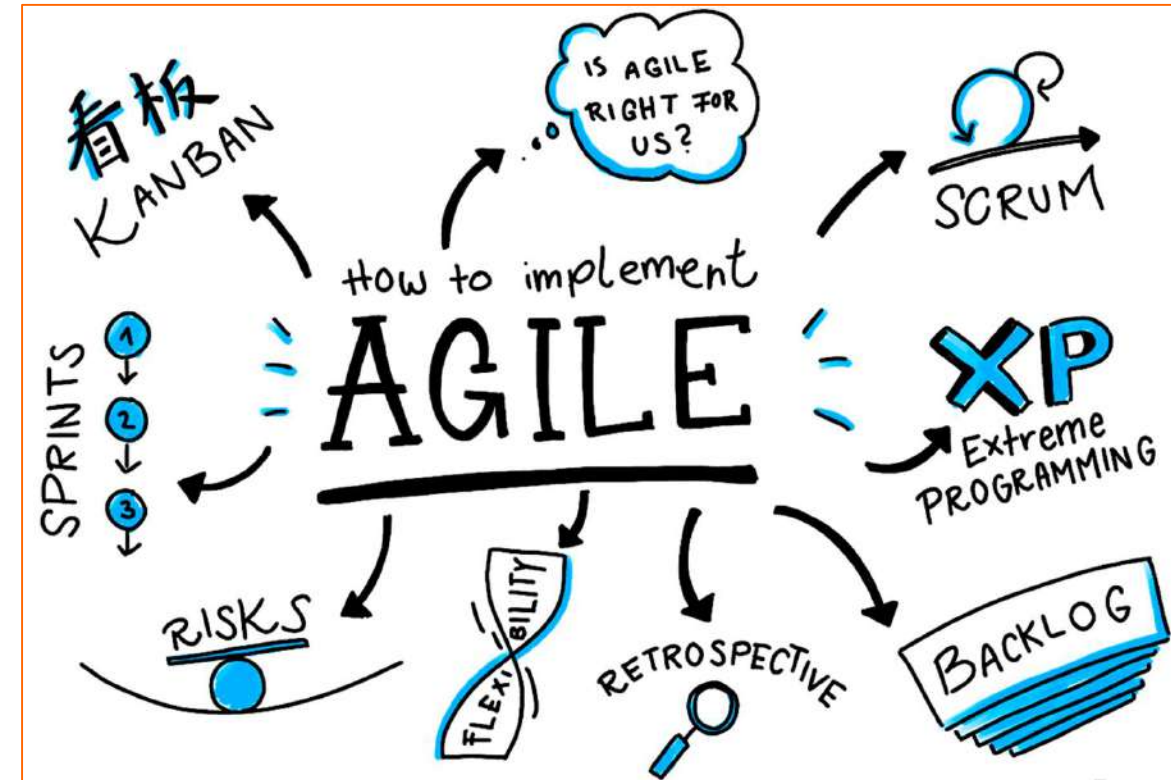 看板
KANBAN
IS AGILE
RIGHT FOR
US?
SCRUM
How to implement
AGILE
SPRINTS
1
2
3
XP
Extreme
PROGRAMMING
RISKS
FLEXIBILITY
RETROSPECTIVE
BACKLOG